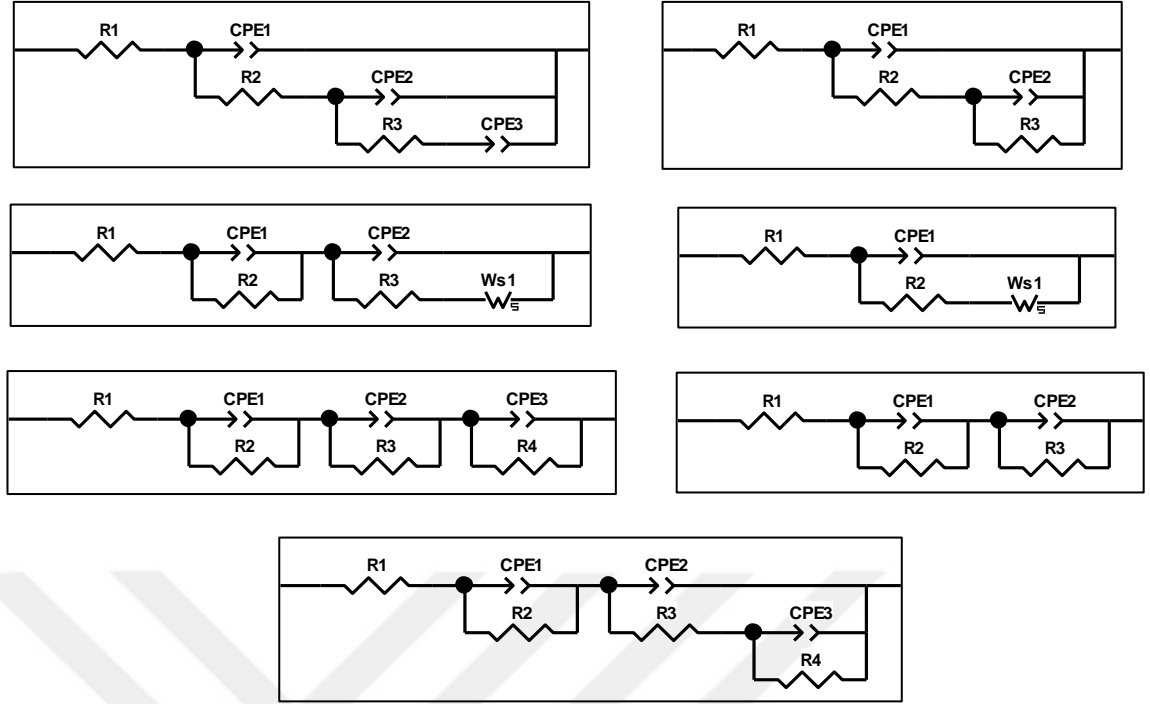 R1 CPE1
R2 CPE2
R3 CPE3
R1 CPE1
R2 CPE2
R3
R1 CPE1 CPE2
R2 R3 Ws1
R1 CPE1
R2 Ws1
R1 CPE1 CPE2 CPE3
R2 R3 R4
R1 CPE1 CPE2
R2 R3
R1 CPE1 CPE2
R2 R3 CPE3
R4